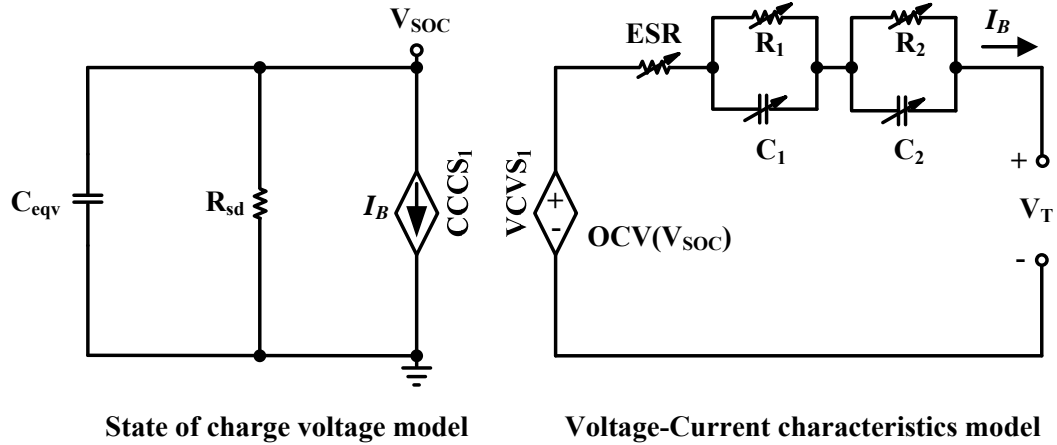 V_SOC
C_eqv
R_sd
I_B
CCCS_1
State of charge voltage model
ESR
R_1
C_1
R_2
C_2
I_B
VCVS_1
+
-
OCV(V_SOC)
+
V_T
-
Voltage-Current characteristics model